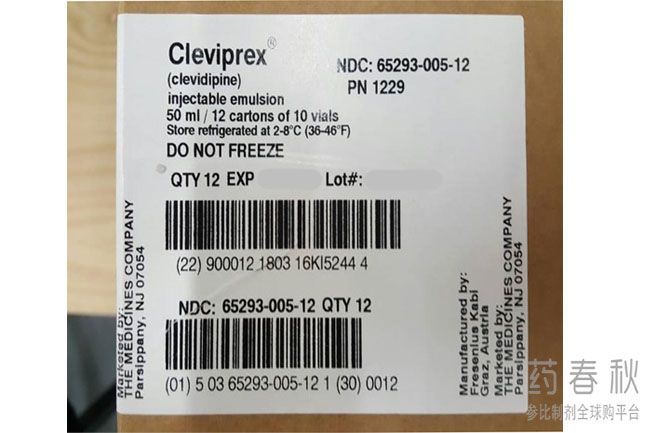 Cleviprex®
(clevidipine)
injectable emulsion
50 ml / 12 cartons of 10 vials
Store refrigerated at 2-8°C (36-46°F)
DO NOT FREEZE
NDC: 65293-005-12
PN 1229
QTY 12 EXP
Lot#:
(22) 900012 1803 16KI5244 4
NDC: 65293-005-12 QTY 12
(01) 5 03 65293-005-12 1 (30) 0012
Marketed by:
THE MEDICINES COMPANY
Parsippany, NJ 07054
Manufactured by:
Fresenius Kabi
Graz, Austria
Marketed by:
THE MEDICINES COMPANY
Parsippany, NJ 07054
药春秋
参比制剂全球购平台